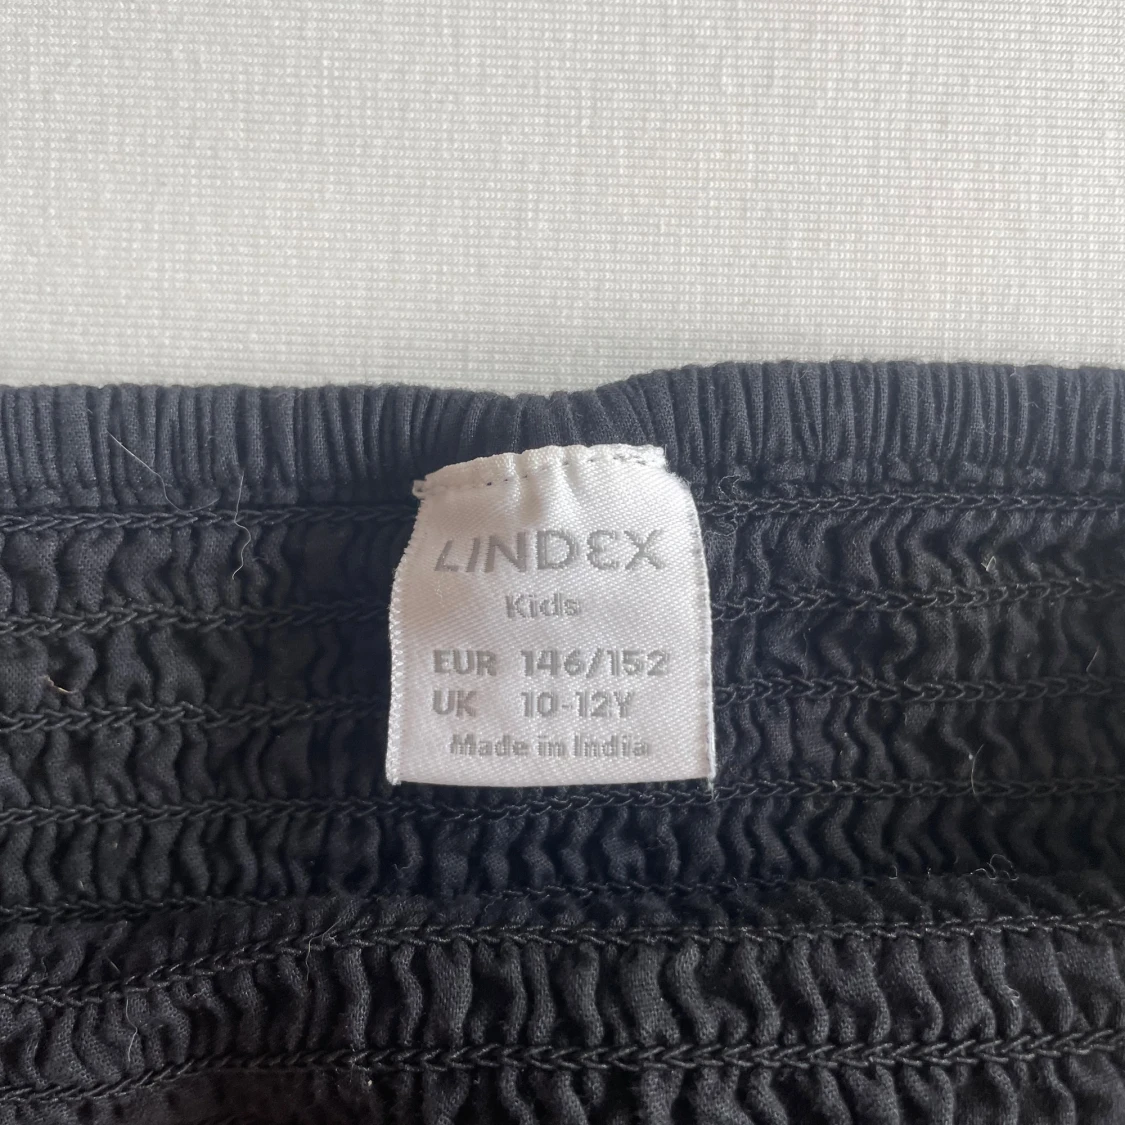 LINDEX
Kids
EUR 146/152
UK 10-12Y
Made in India